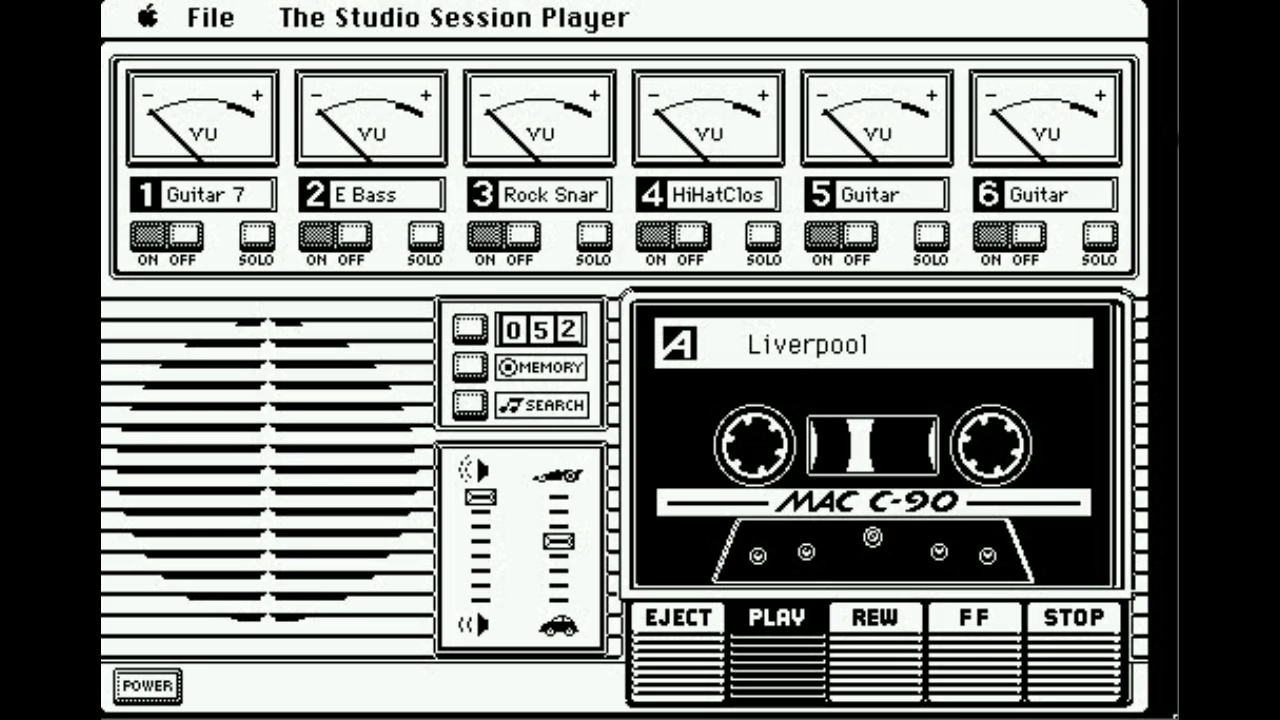 File The Studio Session Player
- + - + - + - + - + - +
VU VU VU VU VU VU
1 Guitar 7 2 E Bass 3 Rock Snar 4 HiHatClos 5 Guitar 6 Guitar
ON OFF SOLO ON OFF SOLO ON OFF SOLO ON OFF SOLO ON OFF SOLO ON OFF SOLO
052
MEMORY
SEARCH
A Liverpool
MAC C-90
EJECT PLAY REW FF STOP
POWER